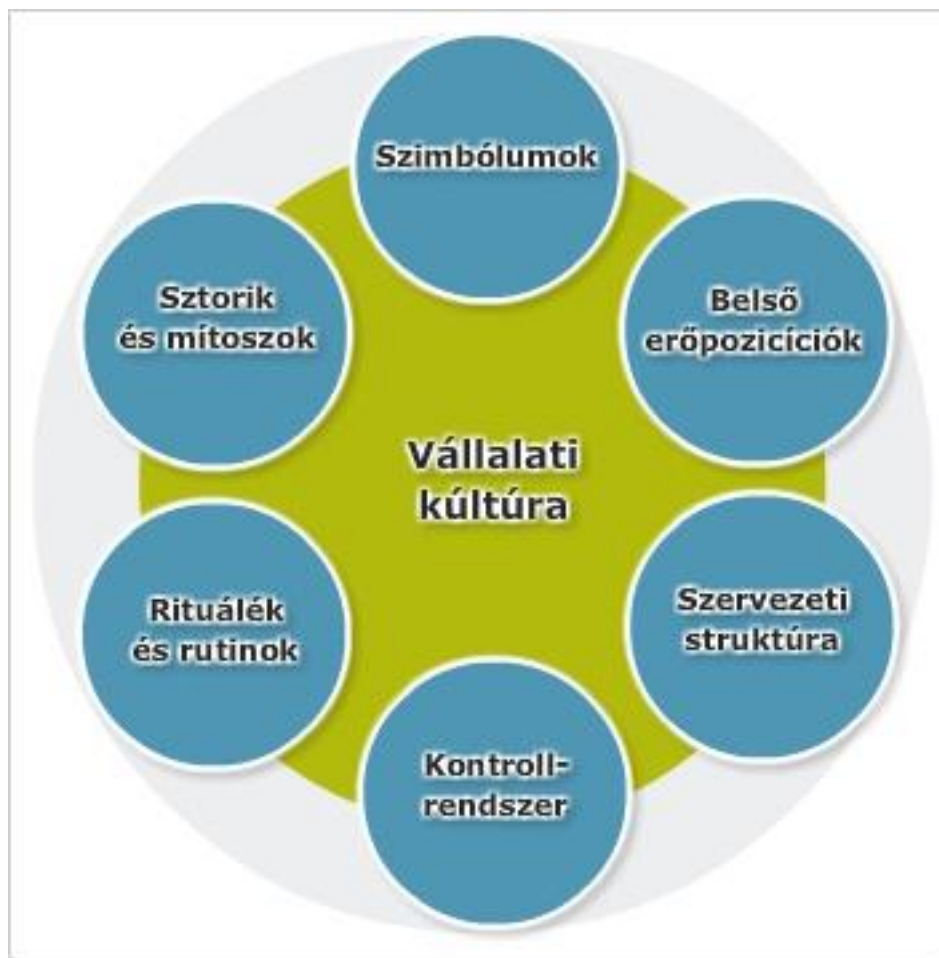 Szimbólumok
Belső
erőpozicíciók
Szervezeti
struktúra
Kontroll-
rendszer
Rituálék
és rutinok
Sztorik
és mítoszok
Vállalati
kúltúra